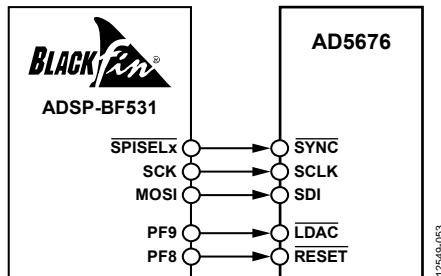 BLACKfin®
ADSP-BF531
AD5676
SPISELx
SYNC
SCK
SCLK
MOSI
SDI
PF9
LDAC
PF8
RESET
12549-053